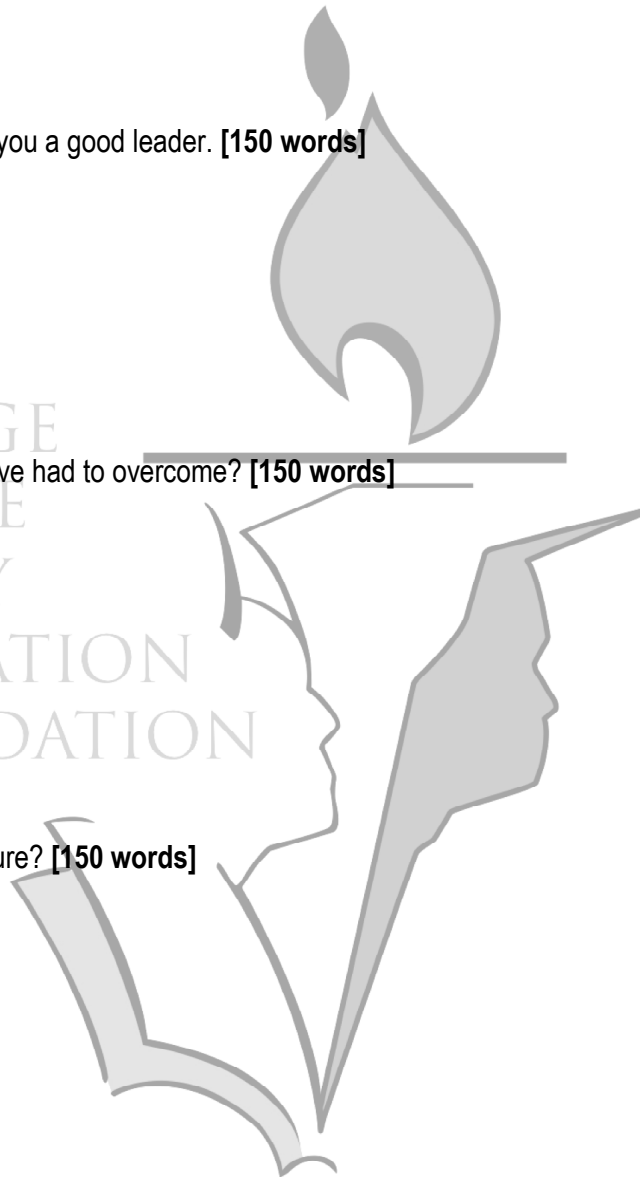 you a good leader. [150 words]
GE
ve had to overcome? [150 words]
E
Y
ATION
DATION
ure? [150 words]